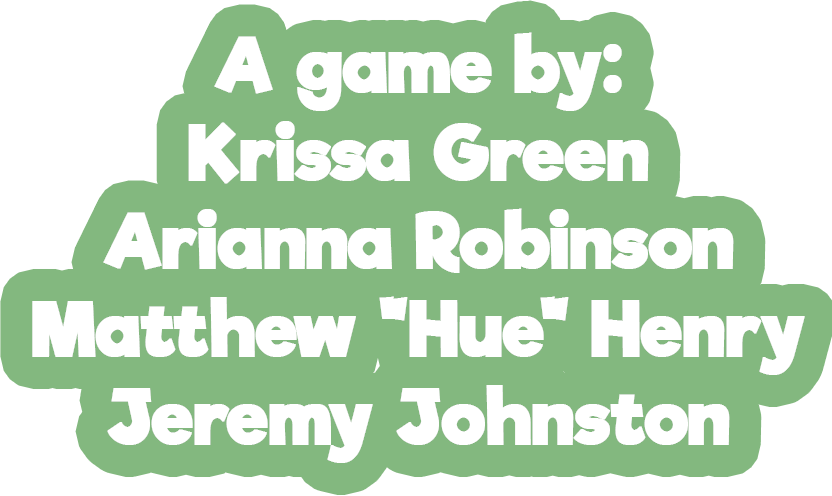 A game by:
Krissa Green
Arianna Robinson
Matthew "Hue" Henry
Jeremy Johnston